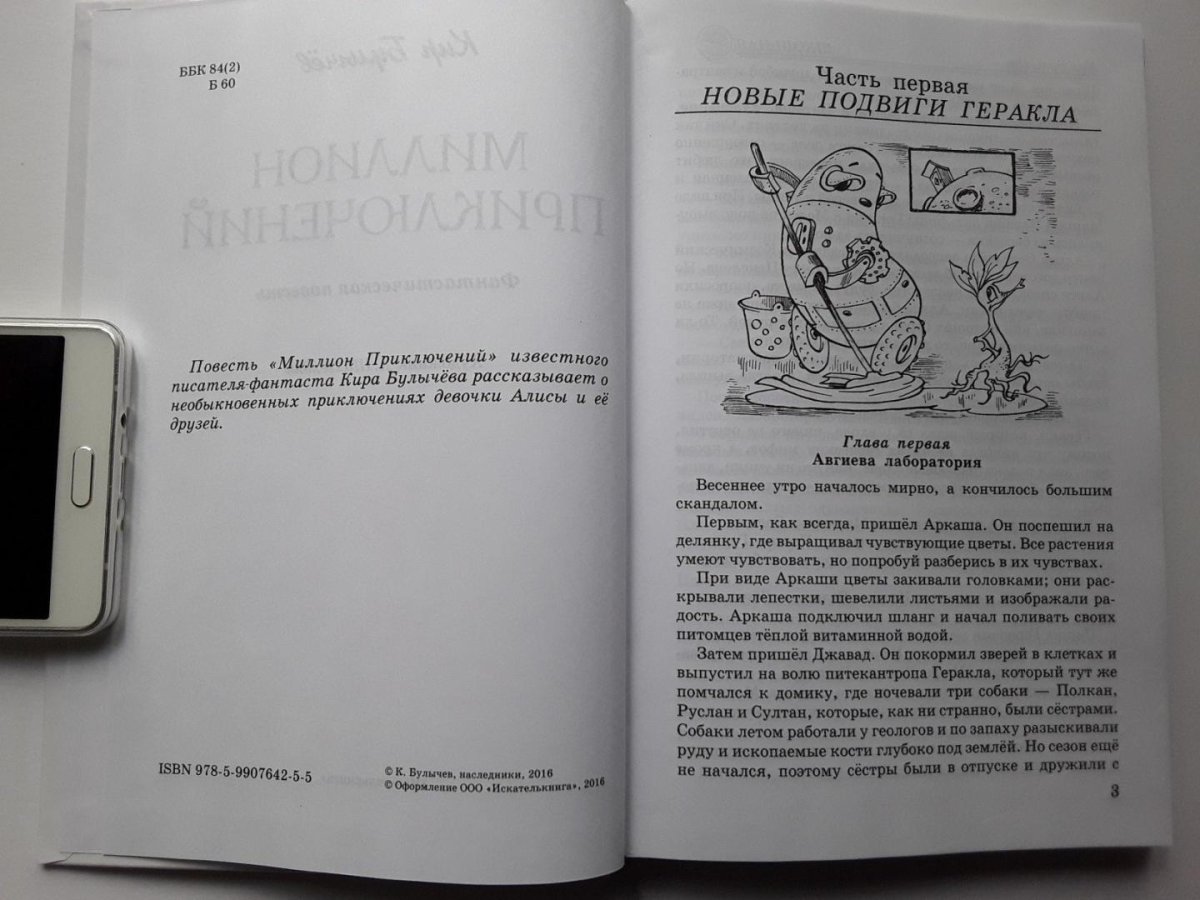 ББК 84(2)
Б 60
Кир Булычёв
МИЛЛИОН
ПРИКЛЮЧЕНИЙ
Фантастическая повесть
Повесть «Миллион Приключений» известного
писателя-фантаста Кира Булычёва рассказывает о
необыкновенных приключениях девочки Алисы и её
друзей.
ISBN 978-5-9907642-5-5
© К. Булычев, наследники, 2016
© Оформление ООО «Искателькнига», 2016
Часть первая
НОВЫЕ ПОДВИГИ ГЕРАКЛА
Глава первая
Авгиева лаборатория
Весеннее утро началось мирно, а кончилось большим
скандалом.
Первым, как всегда, пришёл Аркаша. Он поспешил на
делянку, где выращивал чувствующие цветы. Все растения
умеют чувствовать, но попробуй разберись в их чувствах.
При виде Аркаши цветы закивали головками; они рас-
крывали лепестки, шевелили листьями и изображали ра-
дость. Аркаша подключил шланг и начал поливать своих
питомцев тёплой витаминной водой.
Затем пришёл Джавад. Он покормил зверей в клетках и
выпустил на волю питекантропа Геракла, который тут же
помчался к домику, где ночевали три собаки — Полкан,
Руслан и Султан, которые, как ни странно, были сёстрами.
Собаки летом работали у геологов и по запаху разыскивали
руду и ископаемые кости глубоко под землёй. Но сезон ещё
не начался, поэтому сёстры были в отпуске и дружили с
3